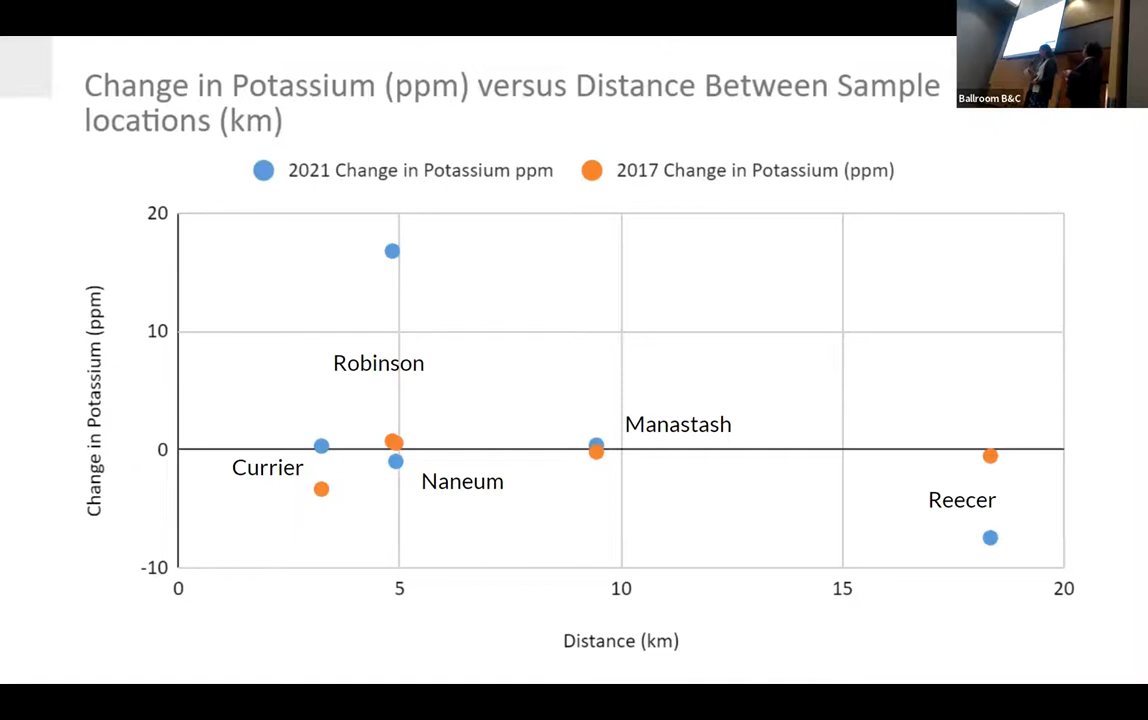 Change in Potassium (ppm) versus Distance Between Sample
locations (km)
Ballroom B&C
2021 Change in Potassium ppm
2017 Change in Potassium (ppm)
20
10
0
-10
Change in Potassium (ppm)
Robinson
Manastash
Currier
Naneum
Reecer
0
5
10
15
20
Distance (km)